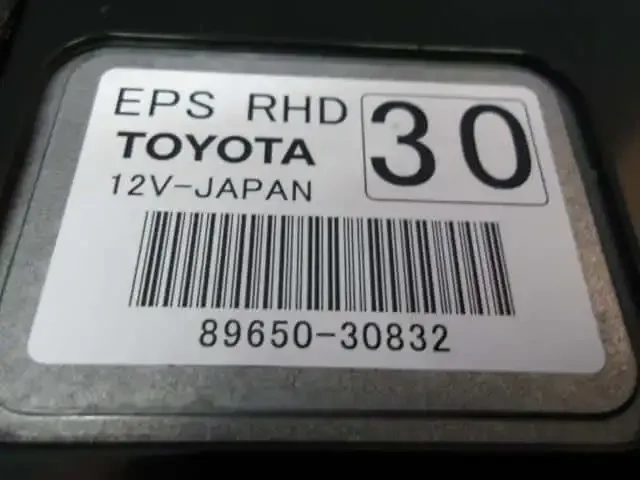 EPS RHD 30
TOYOTA
12V-JAPAN
89650-30832